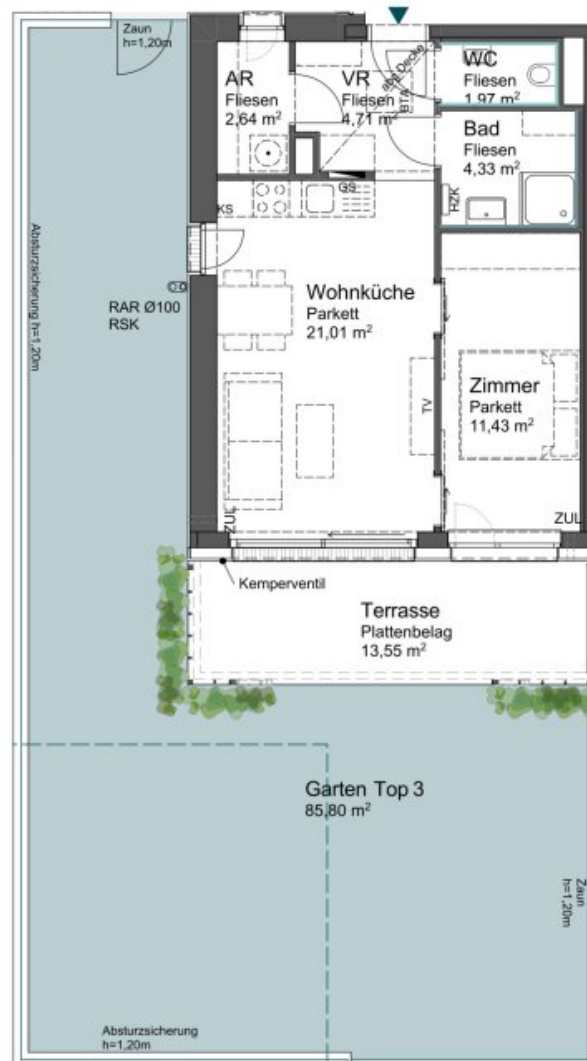 Zaun
h=1,20m
AR
Fliesen
2,64 m²
VR
Fliesen
4,71 m²
abg.Decke
BTA
WC
Fliesen
1,97 m²
Bad
Fliesen
4,33 m²
HZK
KS
GS
Absturzsicherung h=1,20m
RAR Ø100
RSK
Wohnküche
Parkett
21,01 m²
TV
Zimmer
Parkett
11,43 m²
ZUL
ZUL
Kemperventil
Terrasse
Plattenbelag
13,55 m²
Garten Top 3
85,80 m²
Zaun
h=1,20m
Absturzsicherung
h=1,20m